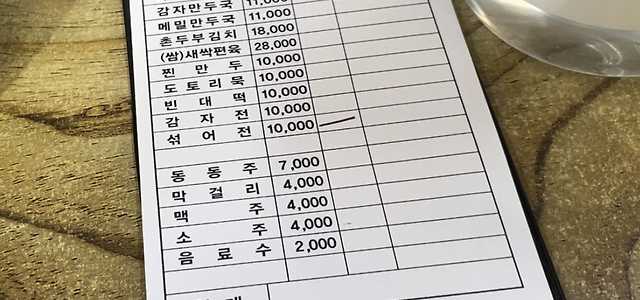 감자만두국 11,000
메밀만두국 11,000
촌두부김치 18,000
(쌈)새싹편육 28,000
찐만두 10,000
도토리묵 10,000
빈대떡 10,000
감자전 10,000
섞어전 10,000
동동주 7,000
막걸리 4,000
맥주 4,000
소주 4,000
음료수 2,000